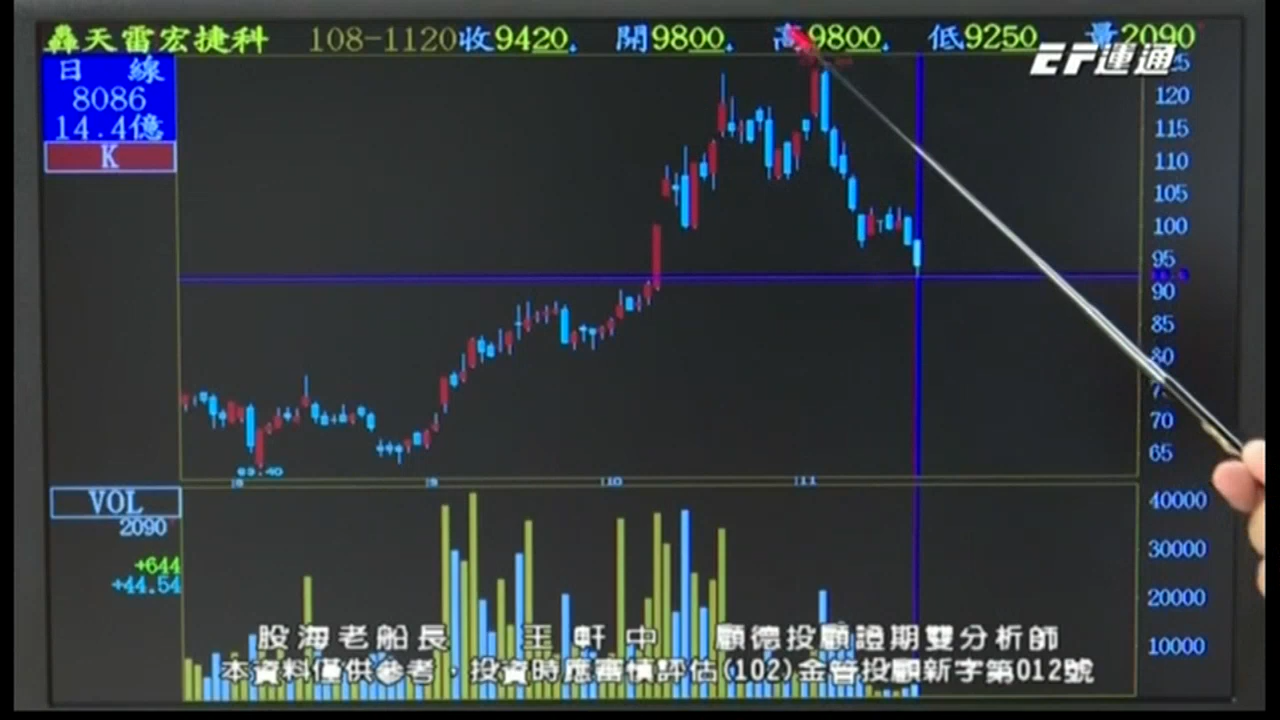 轟天雷宏捷科 108-1120 收9420 開9800 高9800 低9250 量2090
EF運通
日 線
8086
14.4億
K
120
115
110
105
100
95
90
85
80
70
65
63.40
9 10 11
VOL
2090
+644
+44.54
40000
30000
20000
10000
股海老船長 王軒中 顧德投顧證期雙分析師
本資料僅供參考，投資時應審慎評估(102)金管投顧新字第012號